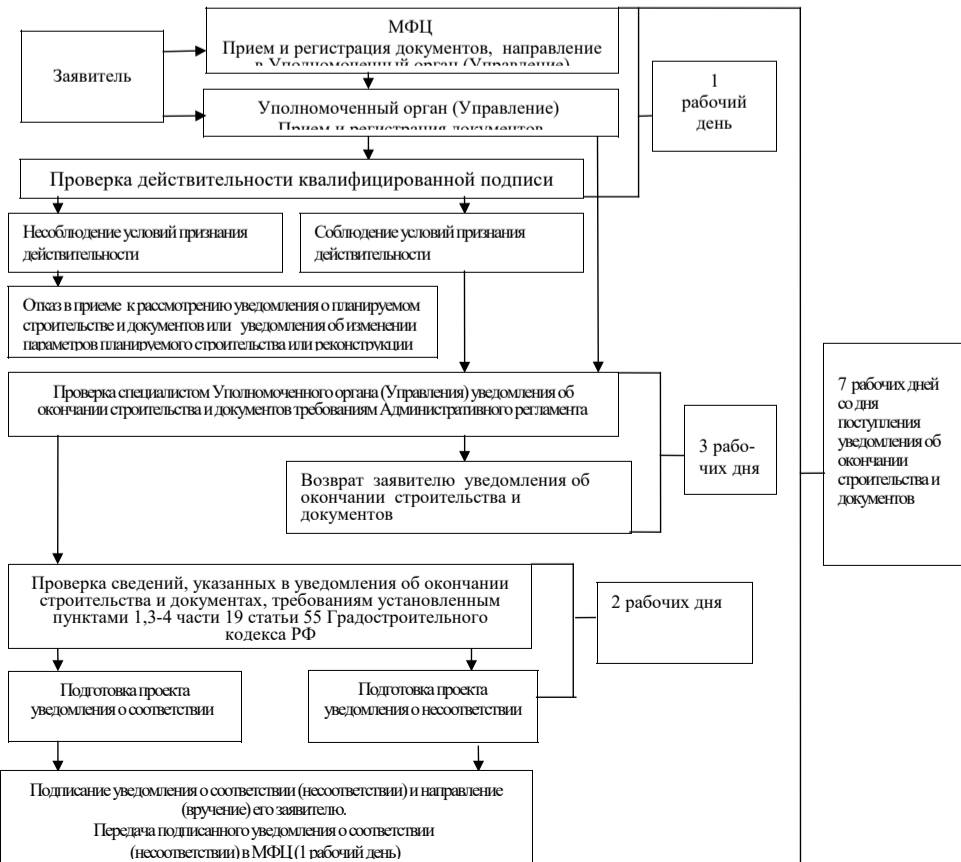 МФЦ
Прием и регистрация документов, направление
в Уполномоченный орган (Управление)
Заявитель
1
рабочий
день
Уполномоченный орган (Управление)
Прием и регистрация документов
Проверка действительности квалифицированной подписи
Несоблюдение условий признания
действительности
Соблюдение условий признания
действительности
Отказ в приеме к рассмотрению уведомления о планируемом
строительстве и документов или уведомления об изменении
параметров планируемого строительства или реконструкции
Проверка специалистом Уполномоченного органа (Управления) уведомления об
окончании строительства и документов требованиям Административного регламента
7 рабочих дней
со дня
поступления
уведомления об
окончании
строительства и
документов
3 рабо-
чих дня
Возврат заявителю уведомления об
окончании строительства и
документов
Проверка сведений, указанных в уведомления об окончании
строительства и документах, требованиям установленным
пунктами 1,3-4 части 19 статьи 55 Градостроительного
кодекса РФ
2 рабочих дня
Подготовка проекта
уведомления о соответствии
Подготовка проекта
уведомления о несоответствии
Подписание уведомления о соответствии (несоответствии) и направление
(вручение) его заявителю.
Передача подписанного уведомления о соответствии
(несоответствии) в МФЦ (1 рабочий день)